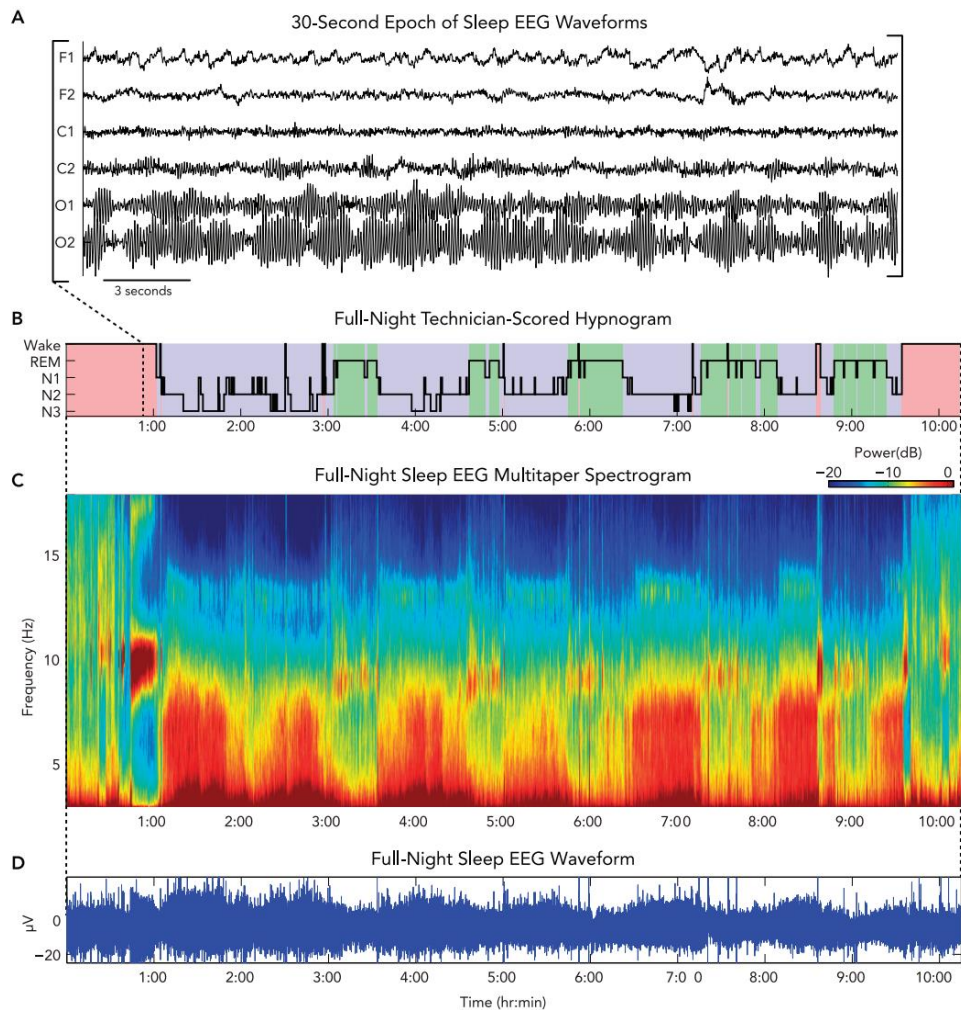 A
30-Second Epoch of Sleep EEG Waveforms
F1
F2
C1
C2
O1
O2
3 seconds
B
Full-Night Technician-Scored Hypnogram
Wake
REM
N1
N2
N3
1:00 2:00 3:00 4:00 5:00 6:00 7:00 8:00 9:00 10:00
Power(dB)
C
Full-Night Sleep EEG Multitaper Spectrogram
−20 −10 0
15
10
5
Frequency (Hz)
1:00 2:00 3:00 4:00 5:00 6:00 7:00 8:00 9:00 10:00
D
Full-Night Sleep EEG Waveform
µV
0
−20
1:00 2:00 3:00 4:00 5:00 6:00 7:0 0 8:00 9:00 10:00
Time (hr:min)